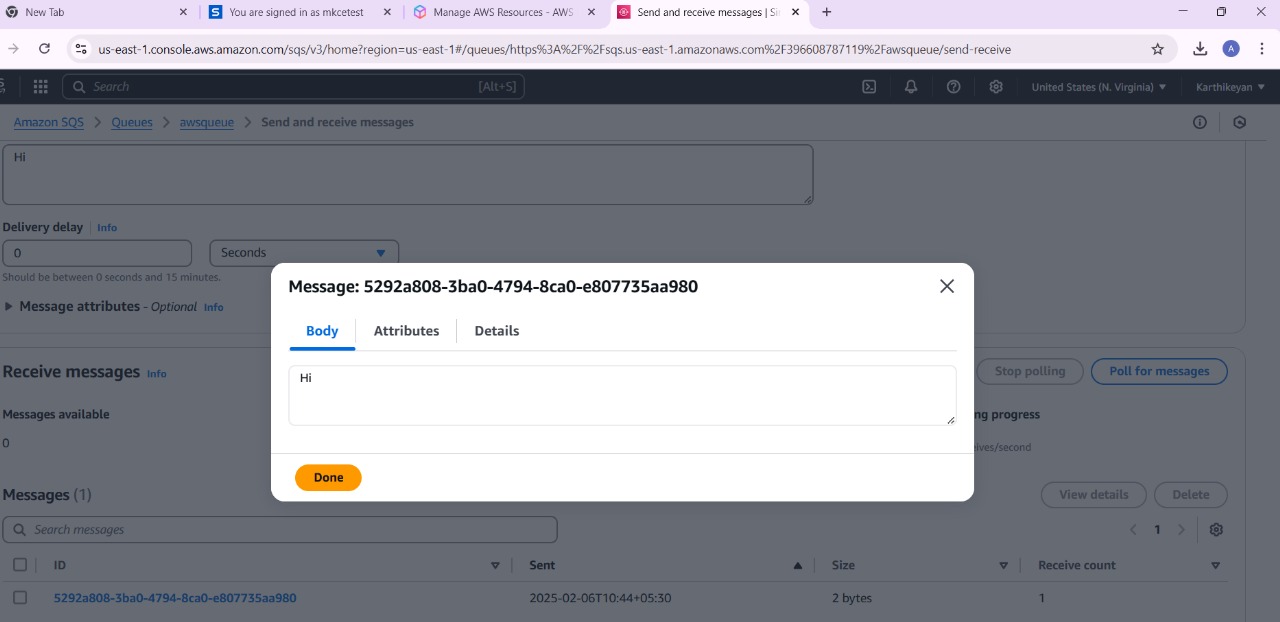 New Tab
You are signed in as mkcetest
Manage AWS Resources - AWS
Send and receive messages | Si
us-east-1.console.aws.amazon.com/sqs/v3/home?region=us-east-1#/queues/https%3A%2F%2Fsqs.us-east-1.amazonaws.com%2F396608787119%2Fawsqueue/send-receive
A
Search
[Alt+S]
United States (N. Virginia)
Karthikeyan
Amazon SQS > Queues > awsqueue > Send and receive messages
Hi
Delivery delay Info
0
Seconds
Should be between 0 seconds and 15 minutes.
Message attributes - Optional Info
Message: 5292a808-3ba0-4794-8ca0-e807735aa980
Body
Attributes
Details
Hi
Done
Receive messages Info
Stop polling
Poll for messages
Messages available
ng progress
0
ives/second
Messages (1)
View details
Delete
Search messages
1
ID
Sent
Size
Receive count
5292a808-3ba0-4794-8ca0-e807735aa980
2025-02-06T10:44+05:30
2 bytes
1